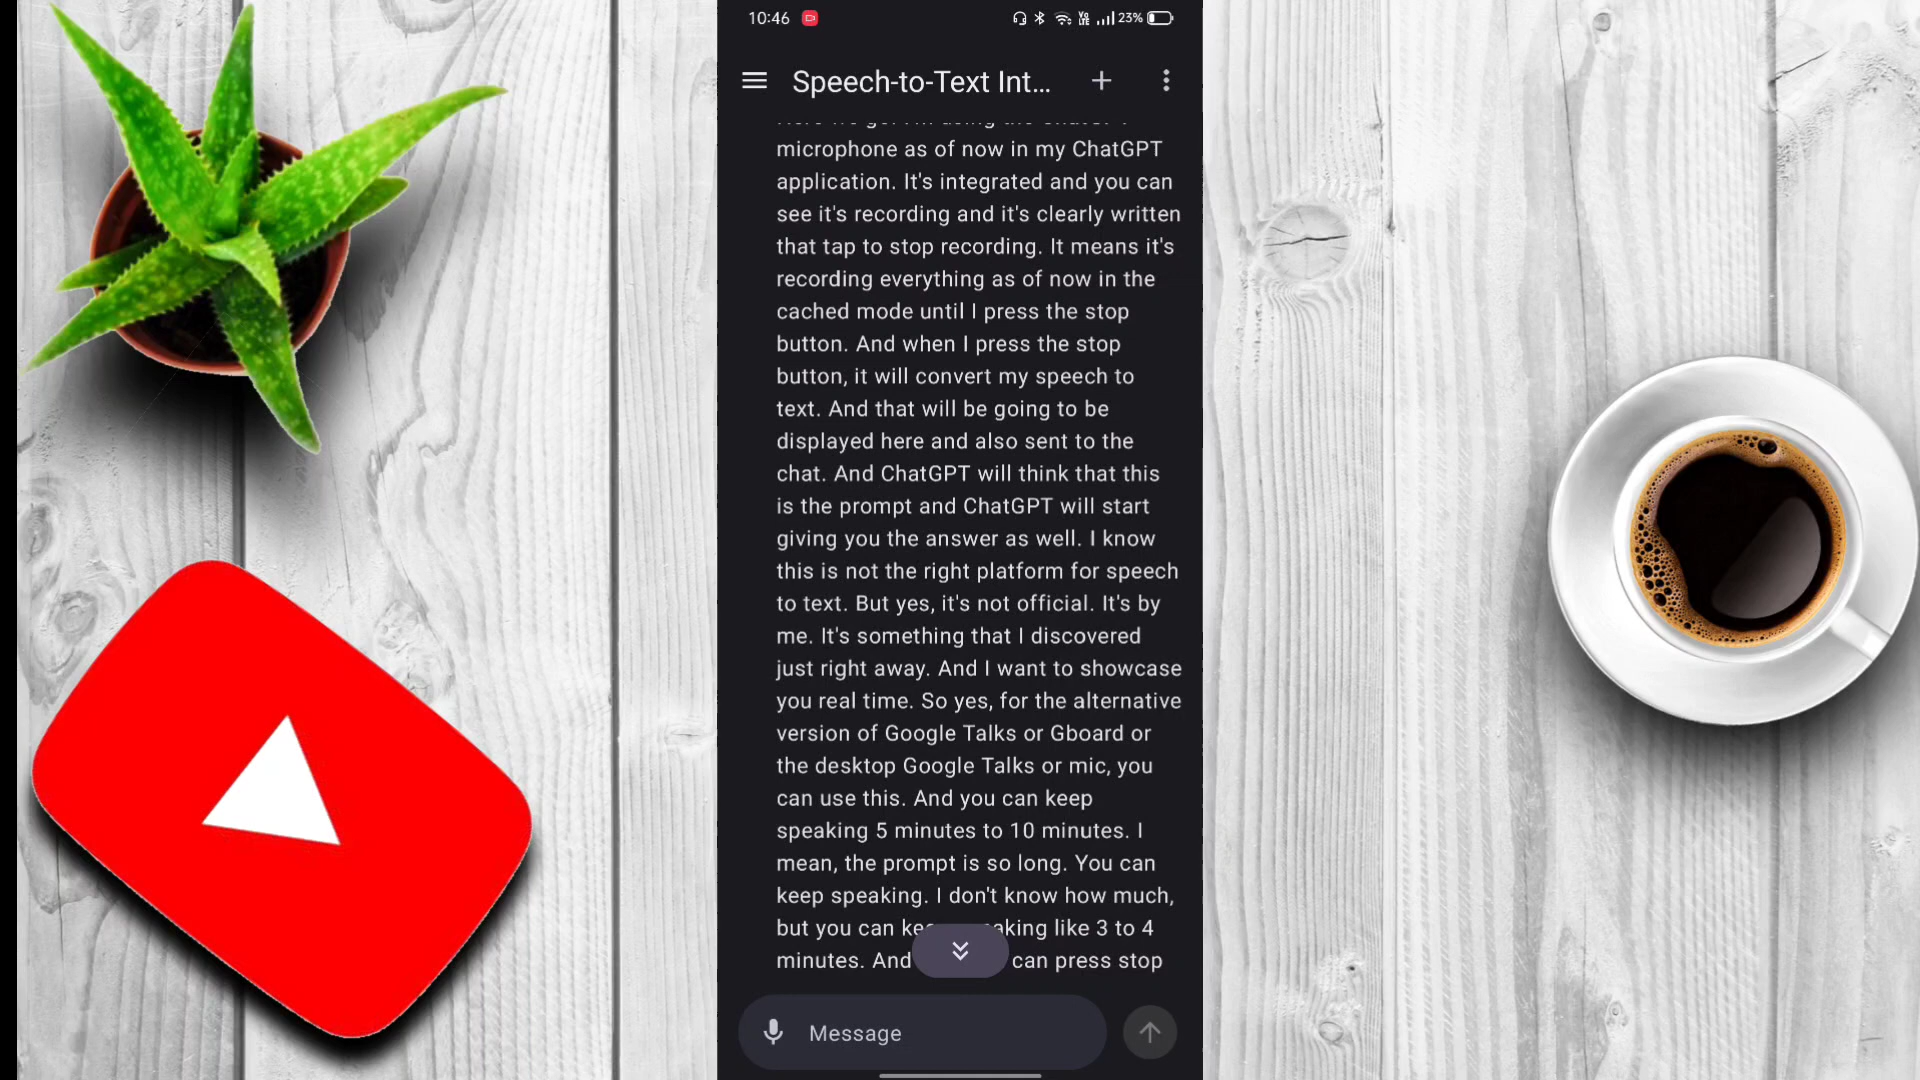 10:46
23%
Speech-to-Text Int...
microphone as of now in my ChatGPT
application. It's integrated and you can
see it's recording and it's clearly written
that tap to stop recording. It means it's
recording everything as of now in the
cached mode until I press the stop
button. And when I press the stop
button, it will convert my speech to
text. And that will be going to be
displayed here and also sent to the
chat. And ChatGPT will think that this
is the prompt and ChatGPT will start
giving you the answer as well. I know
this is not the right platform for speech
to text. But yes, it's not official. It's by
me. It's something that I discovered
just right away. And I want to showcase
you real time. So yes, for the alternative
version of Google Talks or Gboard or
the desktop Google Talks or mic, you
can use this. And you can keep
speaking 5 minutes to 10 minutes. I
mean, the prompt is so long. You can
keep speaking. I don't know how much,
but you can like 3 to 4
minutes. And can press stop
Message